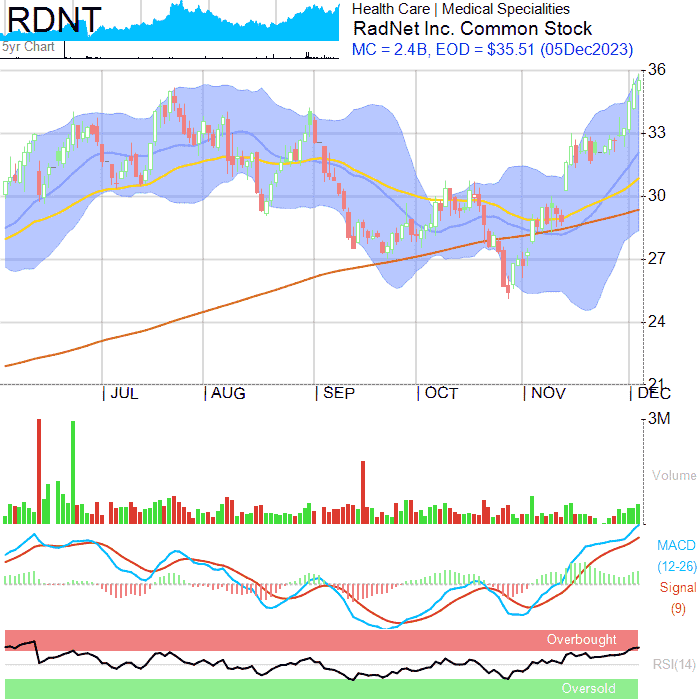 RDNT
5yr Chart
Health Care | Medical Specialities
RadNet Inc. Common Stock
MC = 2.4B, EOD = $35.51 (05Dec2023)
36
33
30
27
24
21
JUL AUG SEP OCT NOV DEC
3M
Volume
MACD
(12-26)
Signal
(9)
Overbought
RSI(14)
Oversold